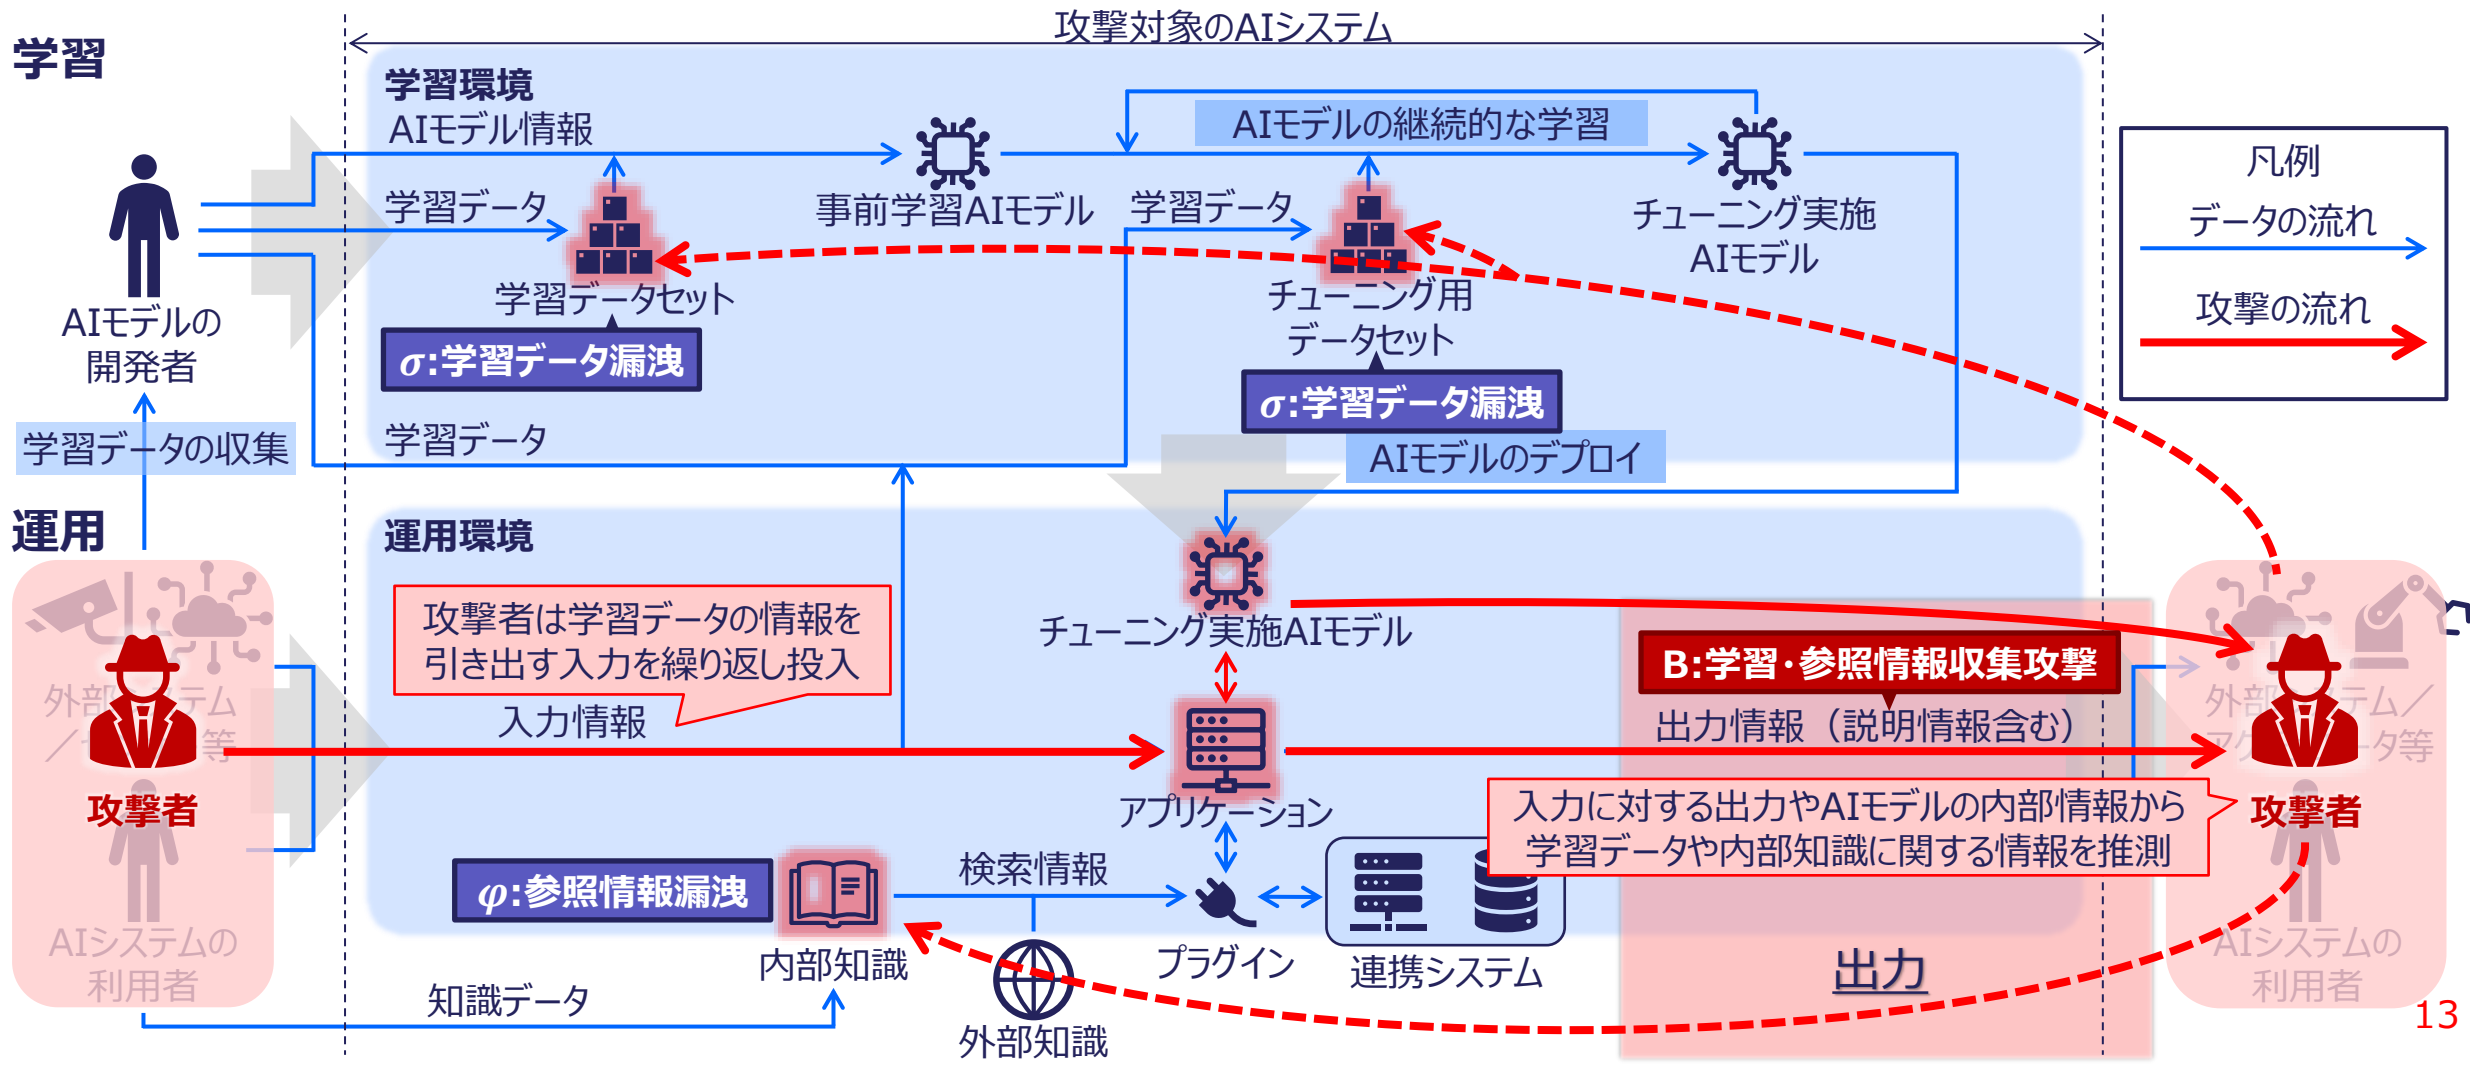 攻撃対象のAIシステム
学習
学習環境
AIモデル情報
AIモデルの継続的な学習
学習データ
事前学習AIモデル
学習データ
チューニング実施
AIモデル
凡例
データの流れ
攻撃の流れ
学習データセット
チューニング用
データセット
AIモデルの
開発者
σ:学習データ漏洩
σ:学習データ漏洩
学習データの収集
学習データ
AIモデルのデプロイ
運用
運用環境
攻撃者は学習データの情報を
引き出す入力を繰り返し投入
チューニング実施AIモデル
B:学習・参照情報収集攻撃
入力情報
出力情報（説明情報含む）
攻撃者
アプリケーション
入力に対する出力やAIモデルの内部情報から
学習データや内部知識に関する情報を推測
攻撃者
φ:参照情報漏洩
検索情報
AIシステムの
利用者
内部知識
プラグイン
連携システム
出力
AIシステムの
利用者
知識データ
外部知識
13